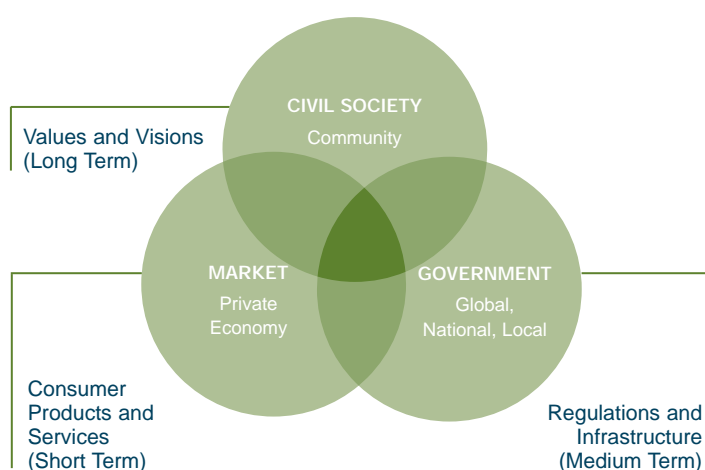 CIVIL SOCIETY
Community
Values and Visions
(Long Term)
MARKET
Private
Economy
GOVERNMENT
Global,
National, Local
Consumer
Products and
Services
(Short Term)
Regulations and
Infrastructure
(Medium Term)